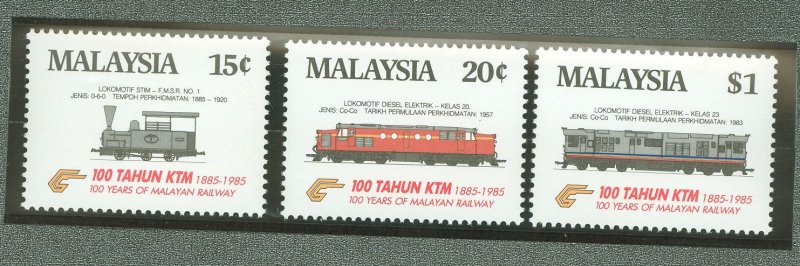 MALAYSIA 15¢
LOKOMOTIF STIM – F.M.S.R. NO. 1
JENIS: 0-6-0 TEMPOH PERKHIDMATAN: 1885 – 1920
100 TAHUN KTM 1885-1985
100 YEARS OF MALAYAN RAILWAY
MALAYSIA 20¢
LOKOMOTIF DIESEL ELEKTRIK – KELAS 20
JENIS: Co-Co TARIKH PERMULAAN PERKHIDMATAN: 1957
100 TAHUN KTM 1885-1985
100 YEARS OF MALAYAN RAILWAY
MALAYSIA $1
LOKOMOTIF DIESEL ELEKTRIK – KELAS 23
JENIS: Co-Co TARIKH PERMULAAN PERKHIDMATAN: 1983
100 TAHUN KTM 1885-1985
100 YEARS OF MALAYAN RAILWAY